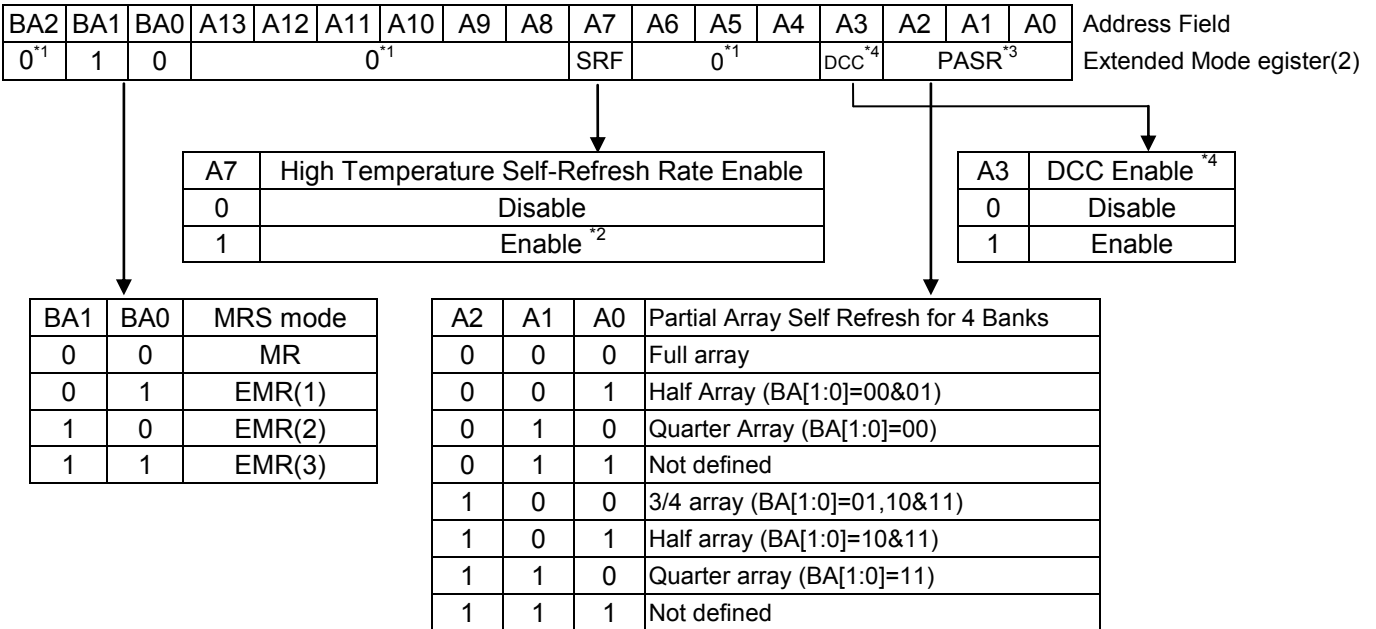 BA2 BA1 BA0 A13 A12 A11 A10 A9 A8 A7 A6 A5 A4 A3 A2 A1 A0 Address Field
0*1 1 0 0*1 SRF 0*1 DCC*4 PASR*3 Extended Mode egister(2)
A7 High Temperature Self-Refresh Rate Enable
0 Disable
1 Enable *2
A3 DCC Enable *4
0 Disable
1 Enable
BA1 BA0 MRS mode
0 0 MR
0 1 EMR(1)
1 0 EMR(2)
1 1 EMR(3)
A2 A1 A0 Partial Array Self Refresh for 4 Banks
0 0 0 Full array
0 0 1 Half Array (BA[1:0]=00&01)
0 1 0 Quarter Array (BA[1:0]=00)
0 1 1 Not defined
1 0 0 3/4 array (BA[1:0]=01,10&11)
1 0 1 Half array (BA[1:0]=10&11)
1 1 0 Quarter array (BA[1:0]=11)
1 1 1 Not defined